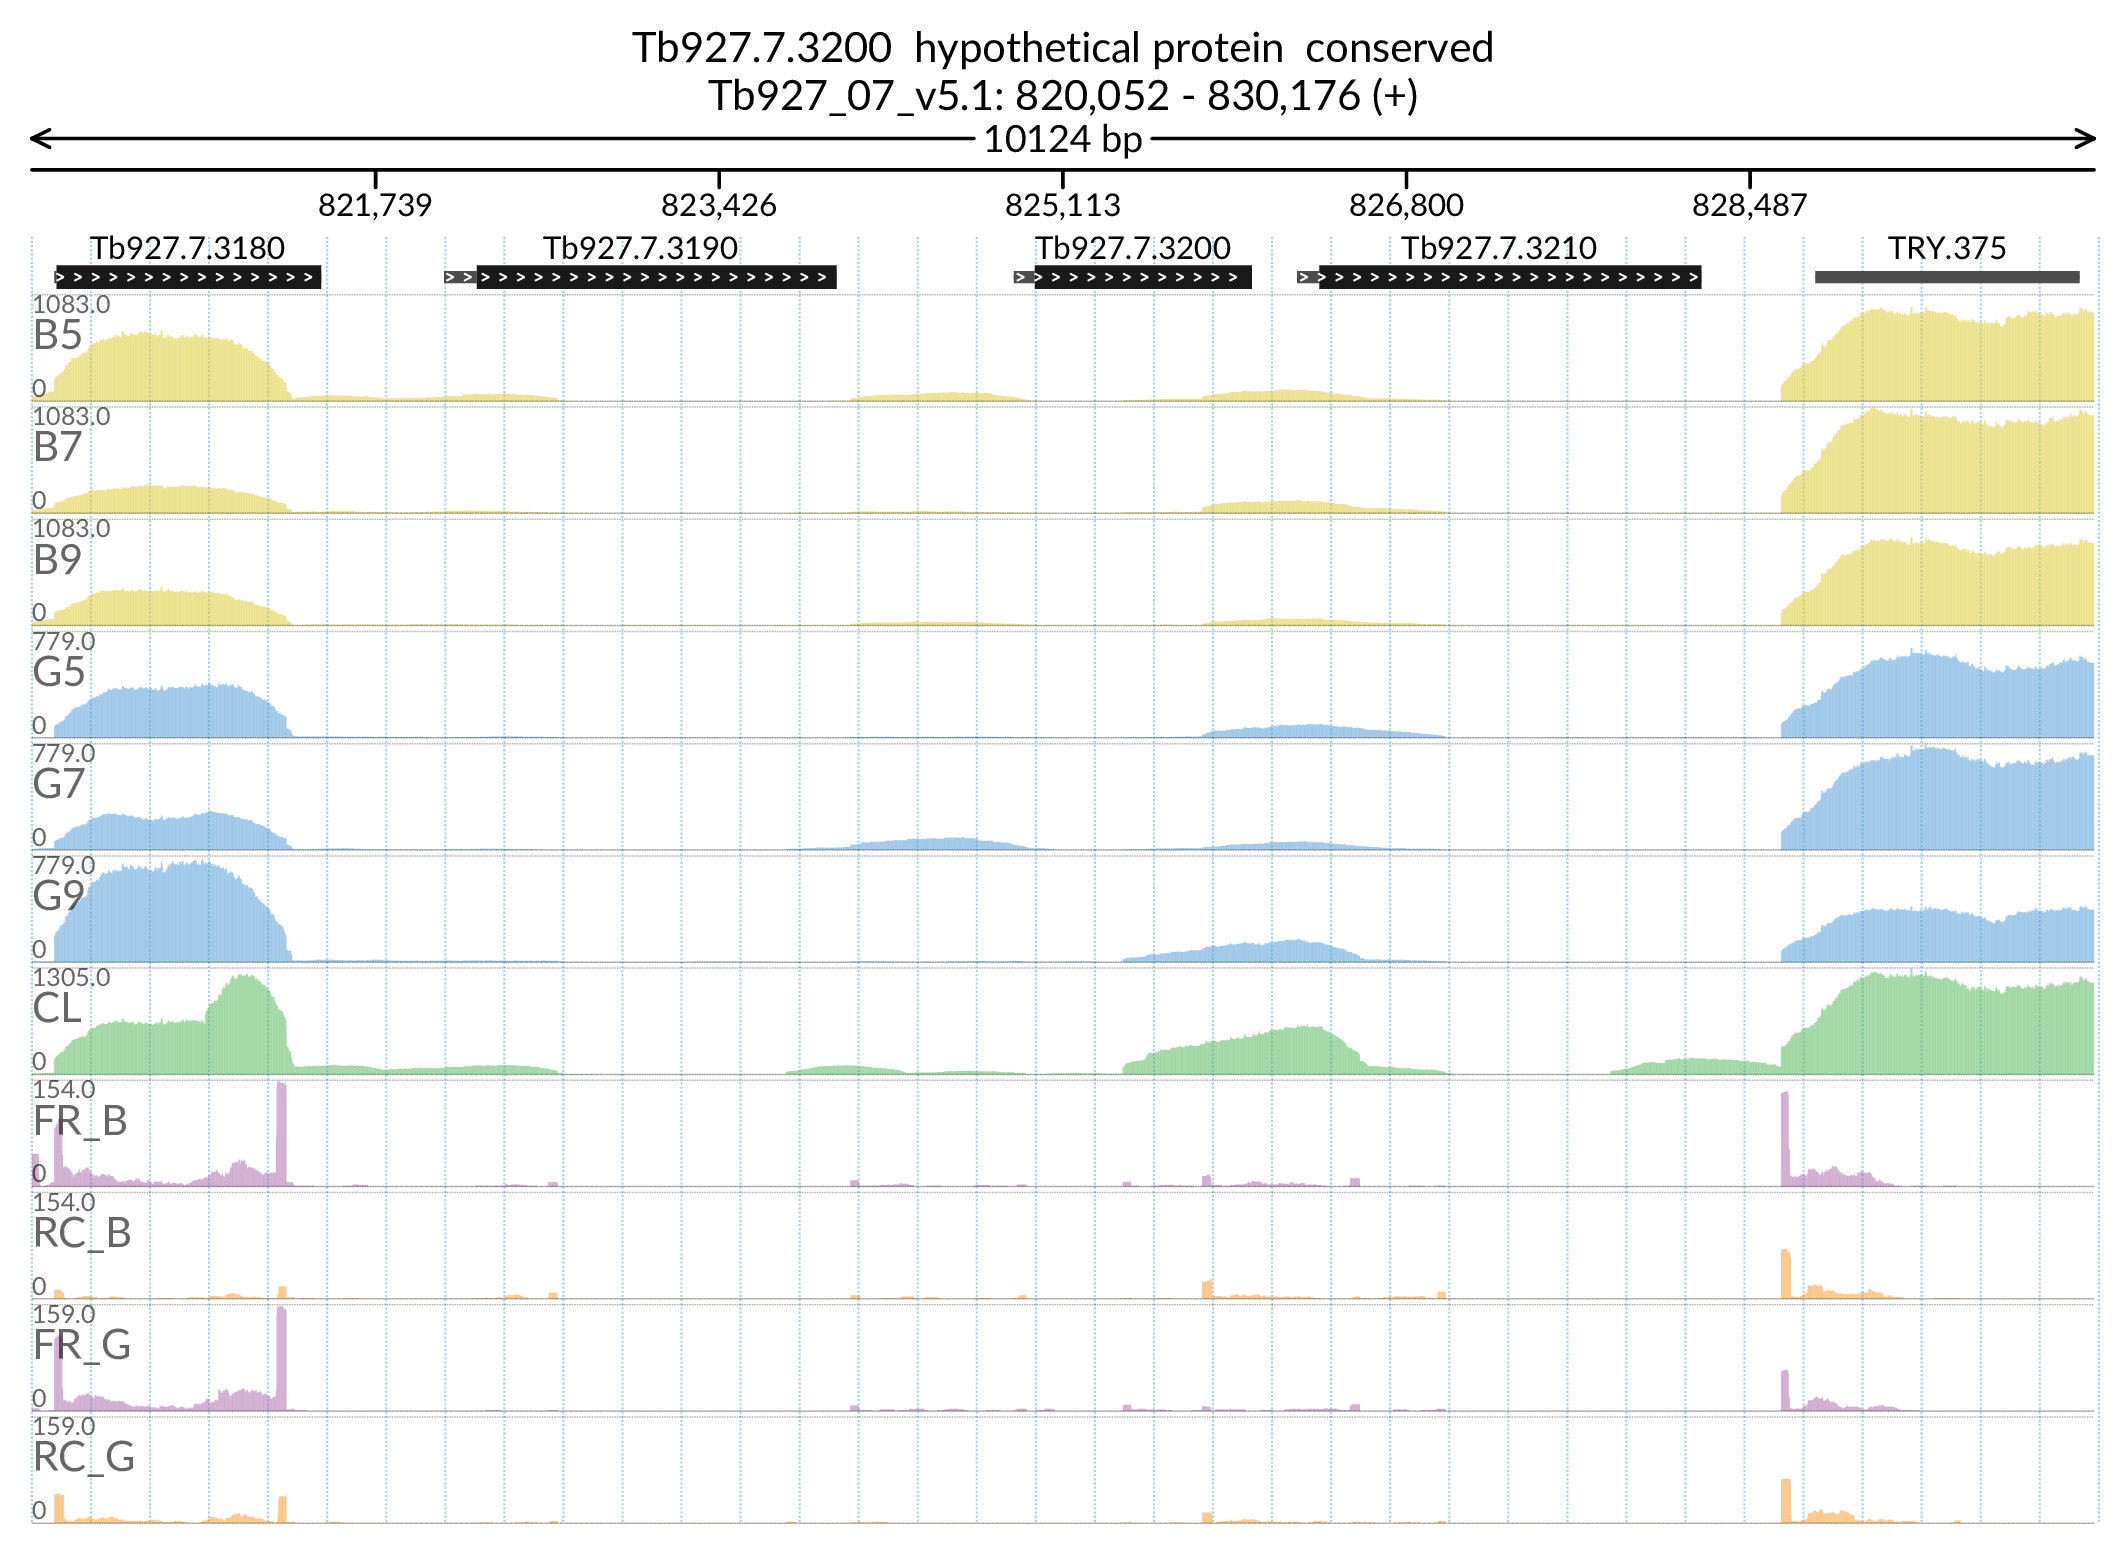 Tb927.7.3200 hypothetical protein conserved
Tb927_07_v5.1: 820,052 - 830,176 (+)
10124 bp
821,739 823,426 825,113 826,800 828,487
Tb927.7.3180 Tb927.7.3190 Tb927.7.3200 Tb927.7.3210 TRY.375
1083.0
B5
0
1083.0
B7
0
1083.0
B9
0
779.0
G5
0
779.0
G7
0
779.0
G9
0
1305.0
CL
0
154.0
FR_B
0
154.0
RC_B
0
159.0
FR_G
0
159.0
RC_G
0